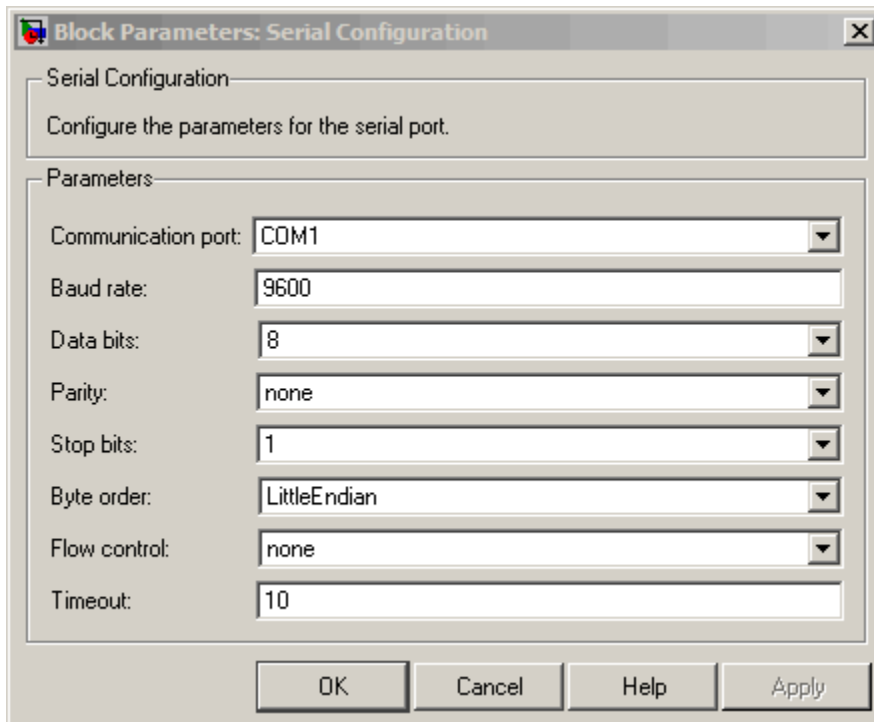 Block Parameters: Serial Configuration
Serial Configuration
Configure the parameters for the serial port.
Parameters
Communication port: COM1
Baud rate: 9600
Data bits: 8
Parity: none
Stop bits: 1
Byte order: LittleEndian
Flow control: none
Timeout: 10
OK Cancel Help Apply